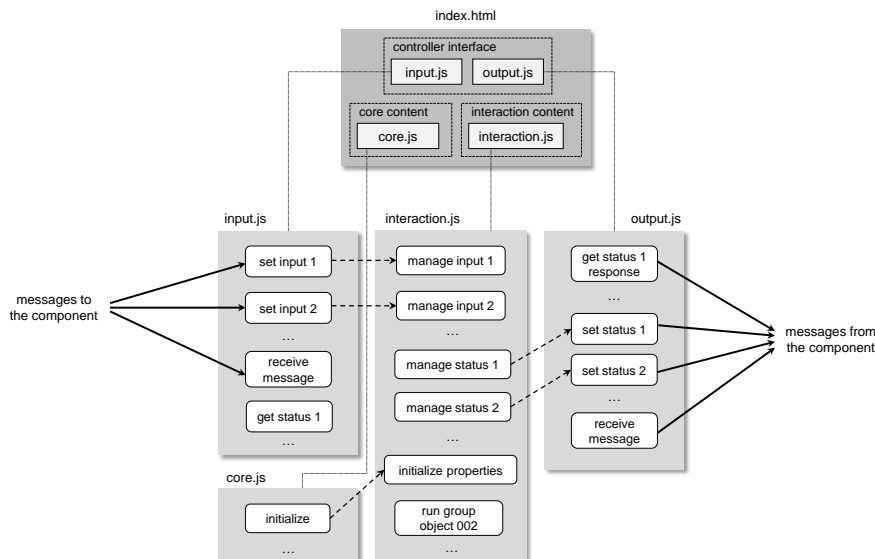 index.html
controller interface
input.js
output.js
core content
interaction content
core.js
interaction.js
input.js
set input 1
set input 2
...
receive
message
get status 1
...
interaction.js
manage input 1
manage input 2
...
manage status 1
manage status 2
...
initialize properties
run group
object 002
...
output.js
get status 1
response
...
set status 1
set status 2
...
receive
message
core.js
initialize
...
messages to
the component
messages from
the component